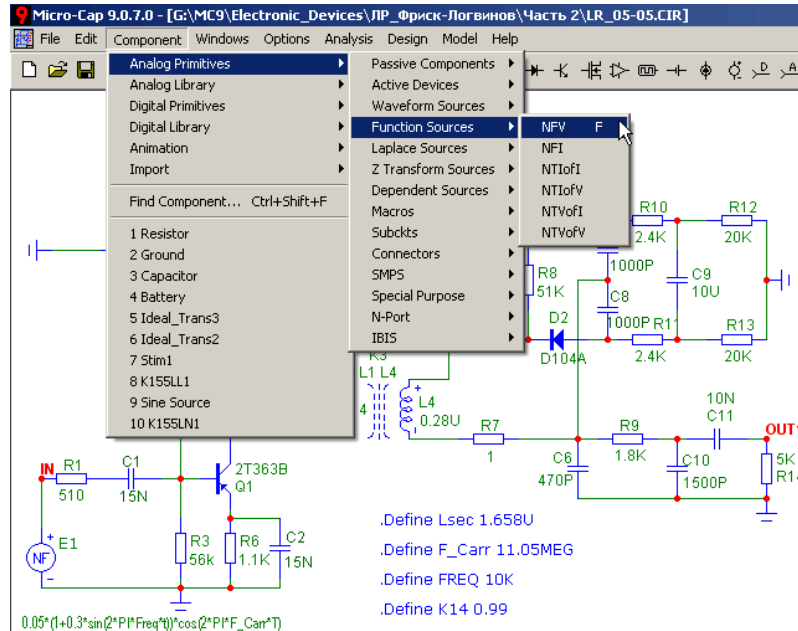 Micro-Cap 9.0.7.0 - [G:\MC9\Electronic_Devices\ЛР_Фриск-Логвинов\Часть 2\LR_05-05.CIR]
File Edit Component Windows Options Analysis Design Model Help
Analog Primitives
Analog Library
Digital Primitives
Digital Library
Animation
Import
Find Component... Ctrl+Shift+F
1 Resistor
2 Ground
3 Capacitor
4 Battery
5 Ideal_Trans3
6 Ideal_Trans2
7 Stim1
8 K155LL1
9 Sine Source
10 K155LN1
Passive Components
Active Devices
Waveform Sources
Function Sources
Laplace Sources
Z Transform Sources
Dependent Sources
Macros
Subckts
Connectors
SMPS
Special Purpose
N-Port
IBIS
NFV F
NFI
NTIofI
NTIofV
NTVofI
NTVofV
R10
2.4K
R12
20K
1000P
R8
51K
C9
10U
C8
1000P
R11
2.4K
R13
20K
D2
D104A
K3
L1 L4
4
L4
0.28U
R7
1
R9
1.8K
10N
C11
OUT
C6
470P
C10
1500P
5K
R14
IN
R1
510
C1
15N
2T363B
Q1
R3
56k
R6
1.1K
C2
15N
E1
NF
.Define Lsec 1.658U
.Define F_Carr 11.05MEG
.Define FREQ 10K
.Define K14 0.99
0.05*(1+0.3*sin(2*PI*Freq*t))*cos(2*PI*F_Carr*T)